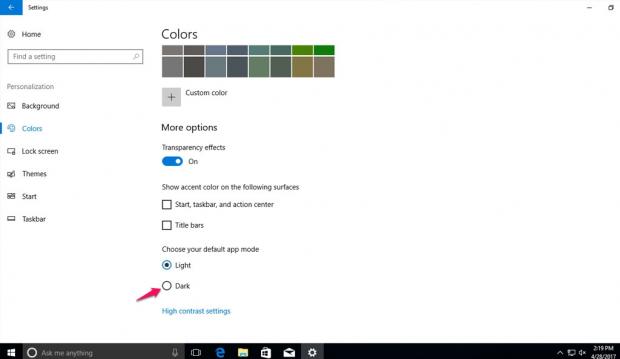 Settings
Home
Find a setting
Personalization
Background
Colors
Lock screen
Themes
Start
Taskbar
Colors
Custom color
More options
Transparency effects
On
Show accent color on the following surfaces
Start, taskbar, and action center
Title bars
Choose your default app mode
Light
Dark
High contrast settings
Ask me anything
2:19 PM
4/28/2017